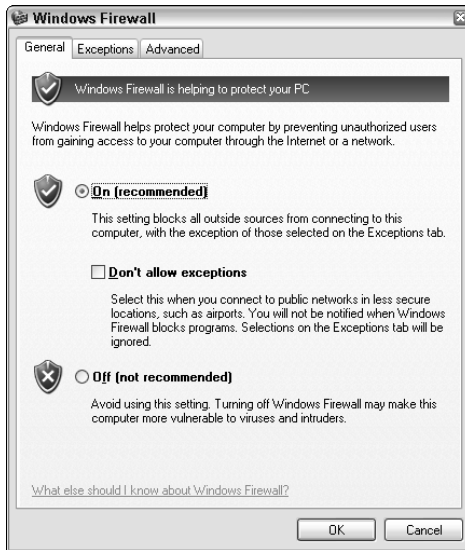 Windows Firewall
General Exceptions Advanced
Windows Firewall is helping to protect your PC
Windows Firewall helps protect your computer by preventing unauthorized users
from gaining access to your computer through the Internet or a network.
On (recommended)
This setting blocks all outside sources from connecting to this
computer, with the exception of those selected on the Exceptions tab.
Don't allow exceptions
Select this when you connect to public networks in less secure
locations, such as airports. You will not be notified when Windows
Firewall blocks programs. Selections on the Exceptions tab will be
ignored.
Off (not recommended)
Avoid using this setting. Turning off Windows Firewall may make this
computer more vulnerable to viruses and intruders.
What else should I know about Windows Firewall?
OK Cancel